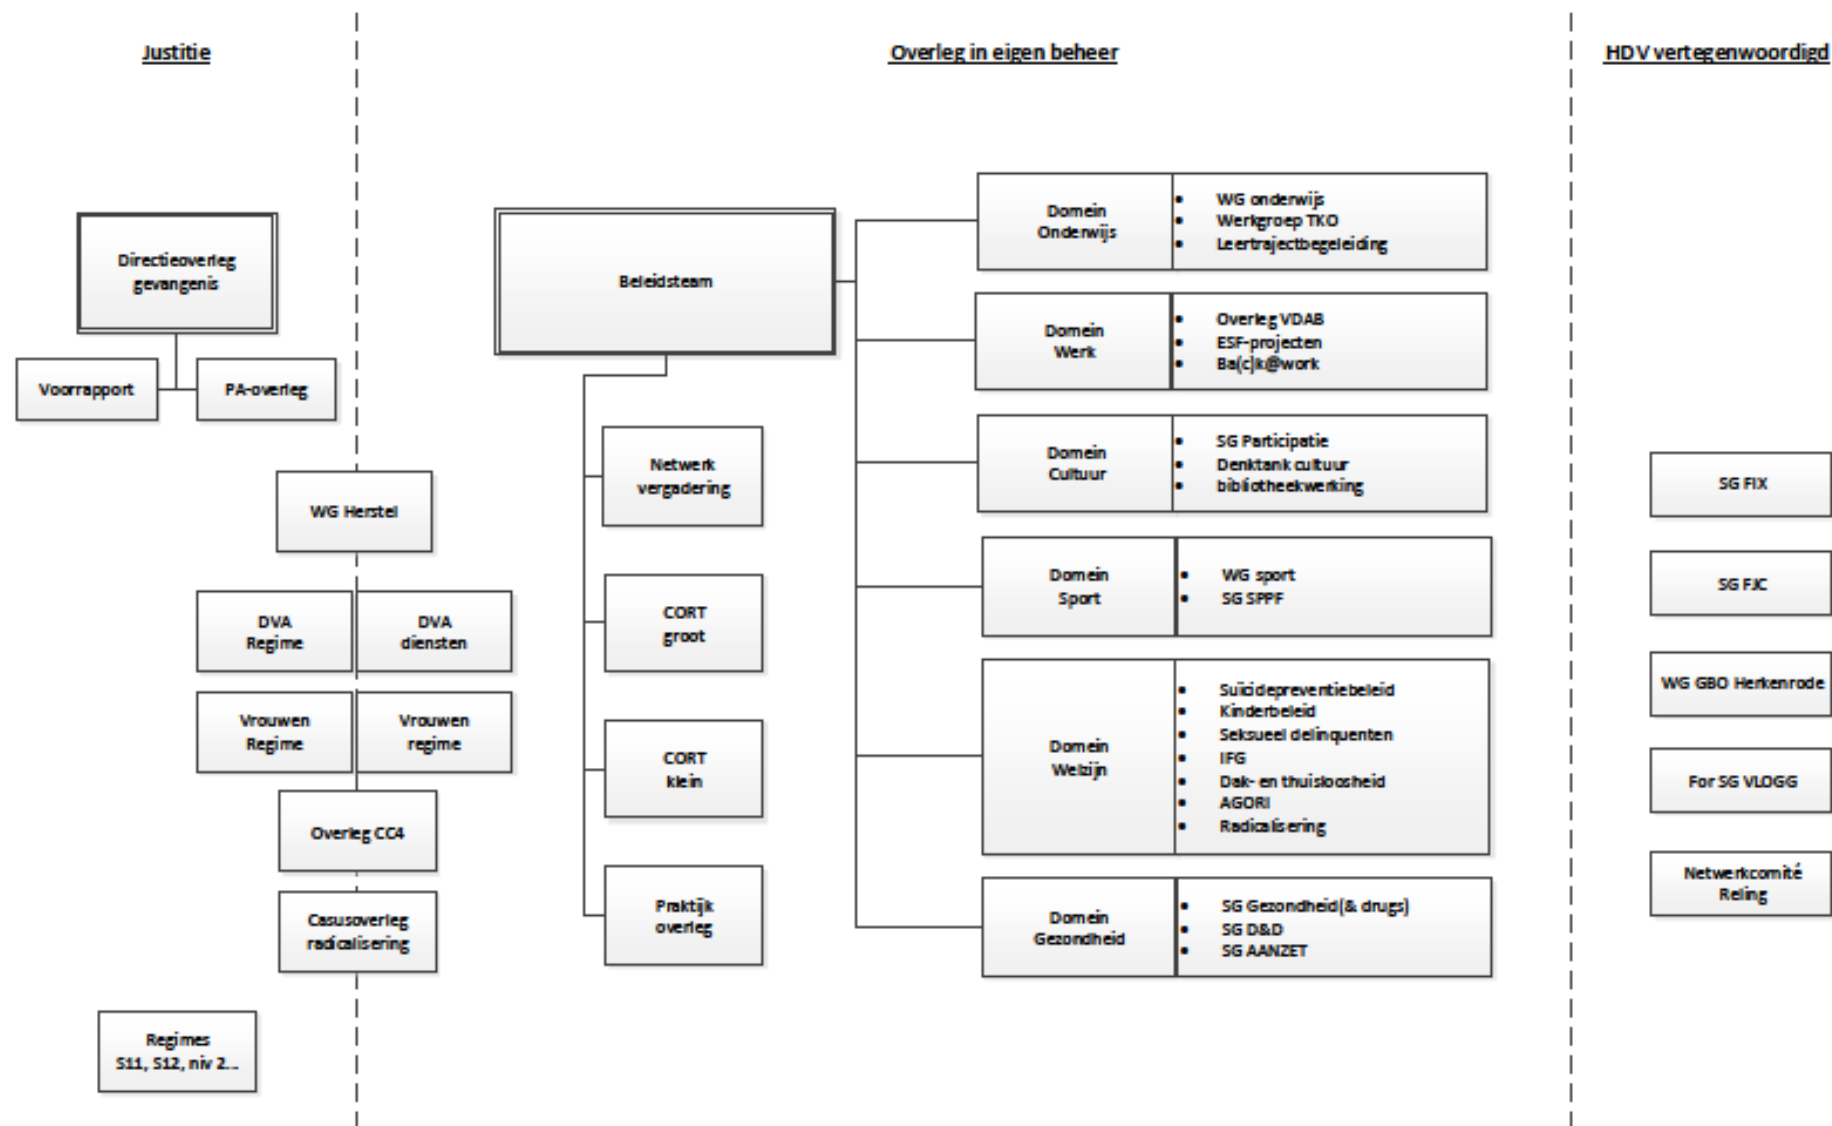 Justitie
Overleg in eigen beheer
HDV vertegenwoordigd
Directieoverleg
gevangenis
Voorrapport
PA-overleg
WG Herstel
DVA
Regime
DVA
diensten
Vrouwen
Regime
Vrouwen
regime
Overleg CC4
Casusoverleg
radicalisering
Regimes
S11, S12, niv 2...
Beleidsteam
Netwerk
vergadering
CORT
groot
CORT
klein
Praktijk
overleg
Domein
Onderwijs
• WG onderwijs
• Werkgroep TKO
• Leertrajectbegeleiding
Domein
Werk
• Overleg VDAB
• ESF-projecten
• Ba(c)k@work
Domein
Cultuur
• SG Participatie
• Denktank cultuur
• bibliotheekwerking
Domein
Sport
• WG sport
• SG SPPF
Domein
Welzijn
• Suïcidepreventiebeleid
• Kinderbeleid
• Seksueel delinquenten
• IFG
• Dak- en thuisloosheid
• AGORI
• Radicalisering
Domein
Gezondheid
• SG Gezondheid(& drugs)
• SG D&D
• SG AANZET
SG FIX
SG FJC
WG GBO Herkenrode
For SG VLOGG
Netwerkcomité
Reling